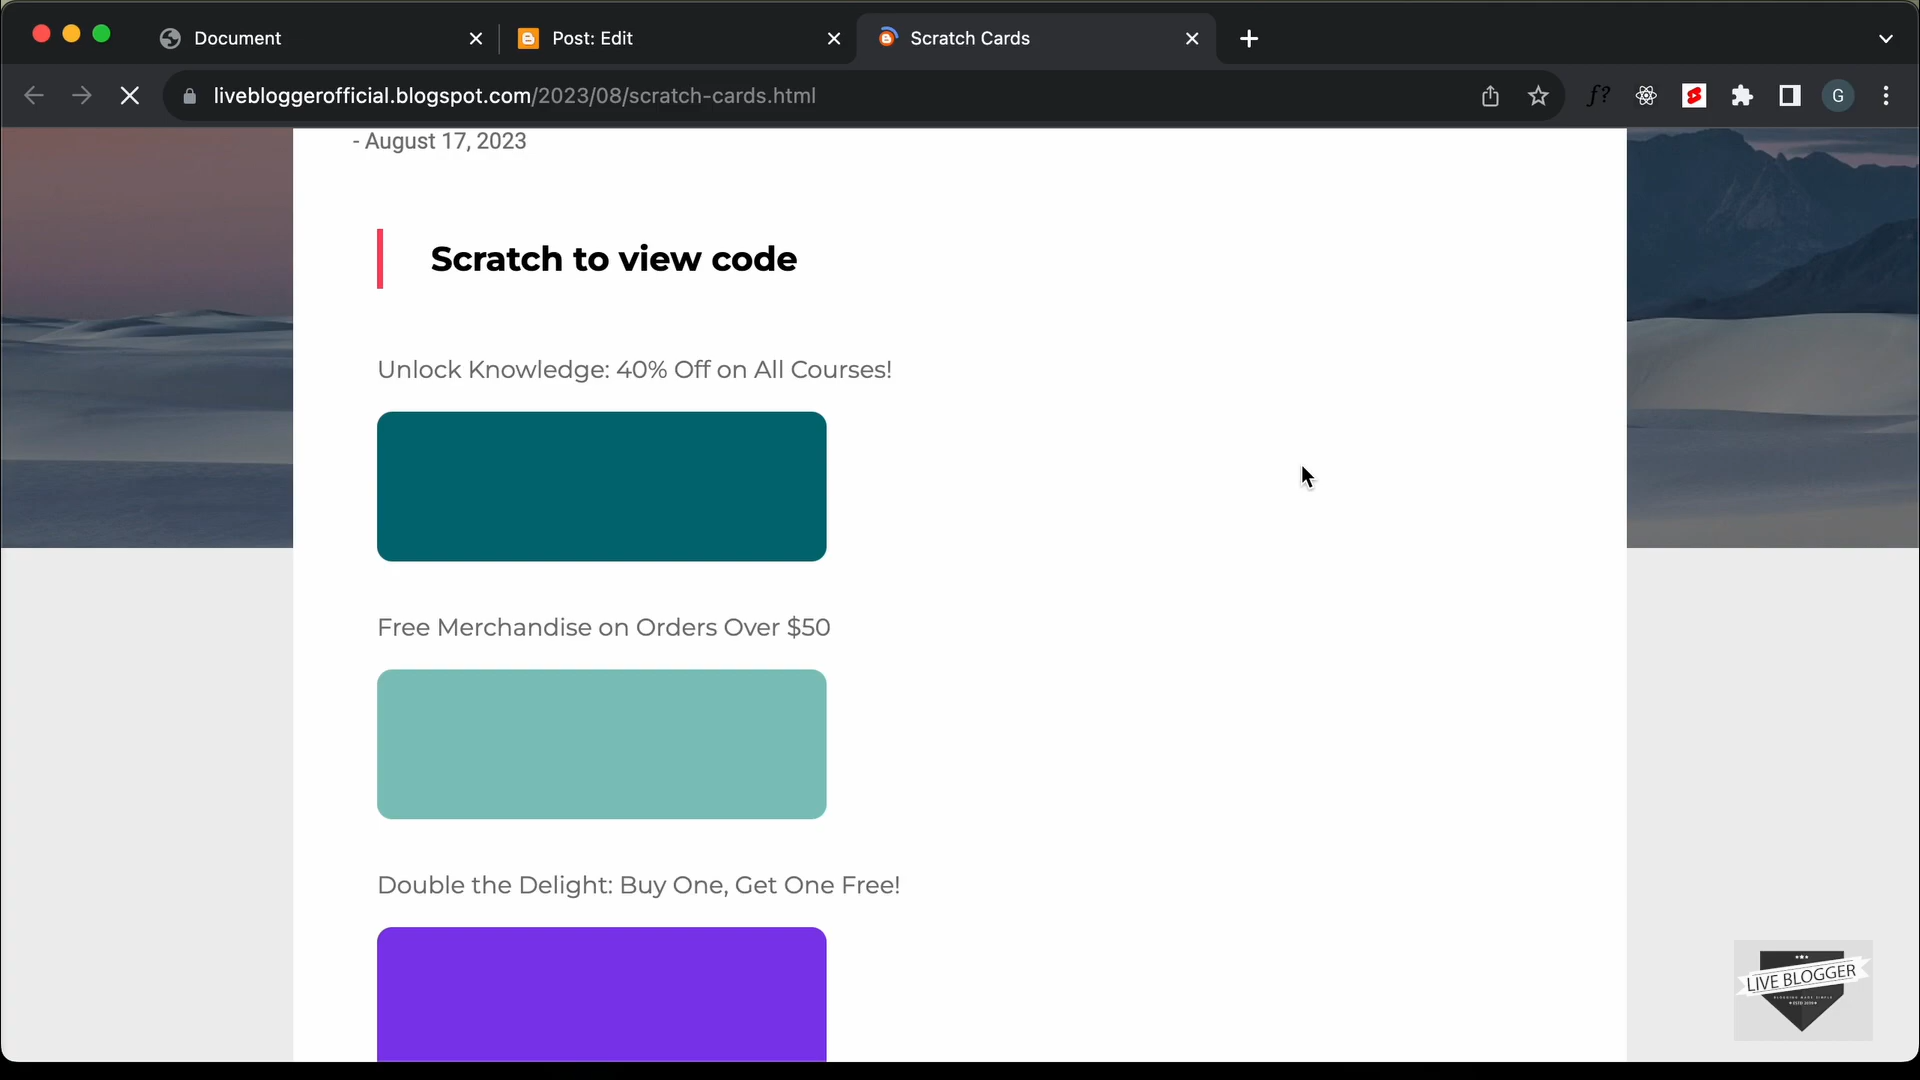 Document
Post: Edit
Scratch Cards
livebloggerofficial.blogspot.com/2023/08/scratch-cards.html
f?
G
- August 17, 2023
Scratch to view code
Unlock Knowledge: 40% Off on All Courses!
Free Merchandise on Orders Over $50
Double the Delight: Buy One, Get One Free!
LIVE BLOGGER